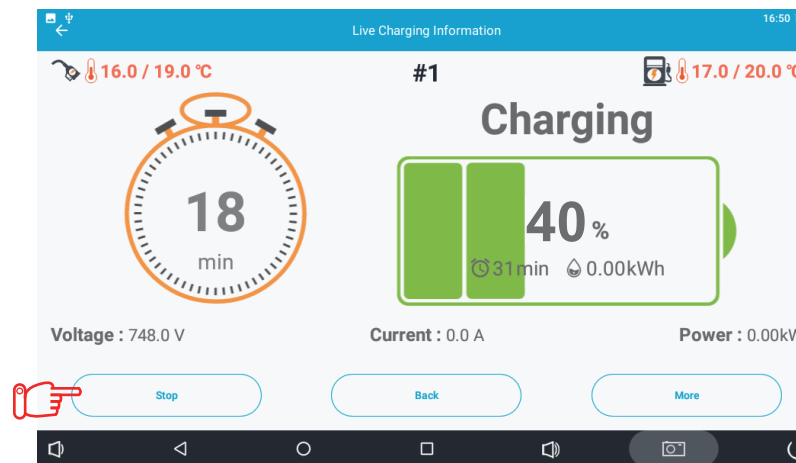 16:50
Live Charging Information
16.0 / 19.0 ℃
#1
17.0 / 20.0 ℃
Charging
18
min
40 %
31min 0.00kWh
Voltage : 748.0 V
Current : 0.0 A
Power : 0.00kW
Stop
Back
More